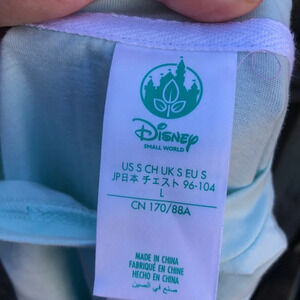 Disney
SMALL WORLD
US S CH UK S EU S
JP日本 チェスト 96-104
L
CN 170/88A
MADE IN CHINA
FABRIQUÉ EN CHINE
HECHO EN CHINA
صنع في الصين